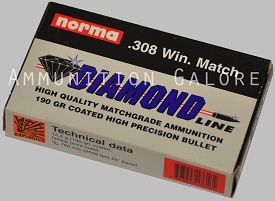 norma
.308 Win. Match
AMMUNITION GALORE
DIAMOND
LINE
HIGH QUALITY MATCHGRADE AMMUNITION
190 GR COATED HIGH PRECISION BULLET
Technical data